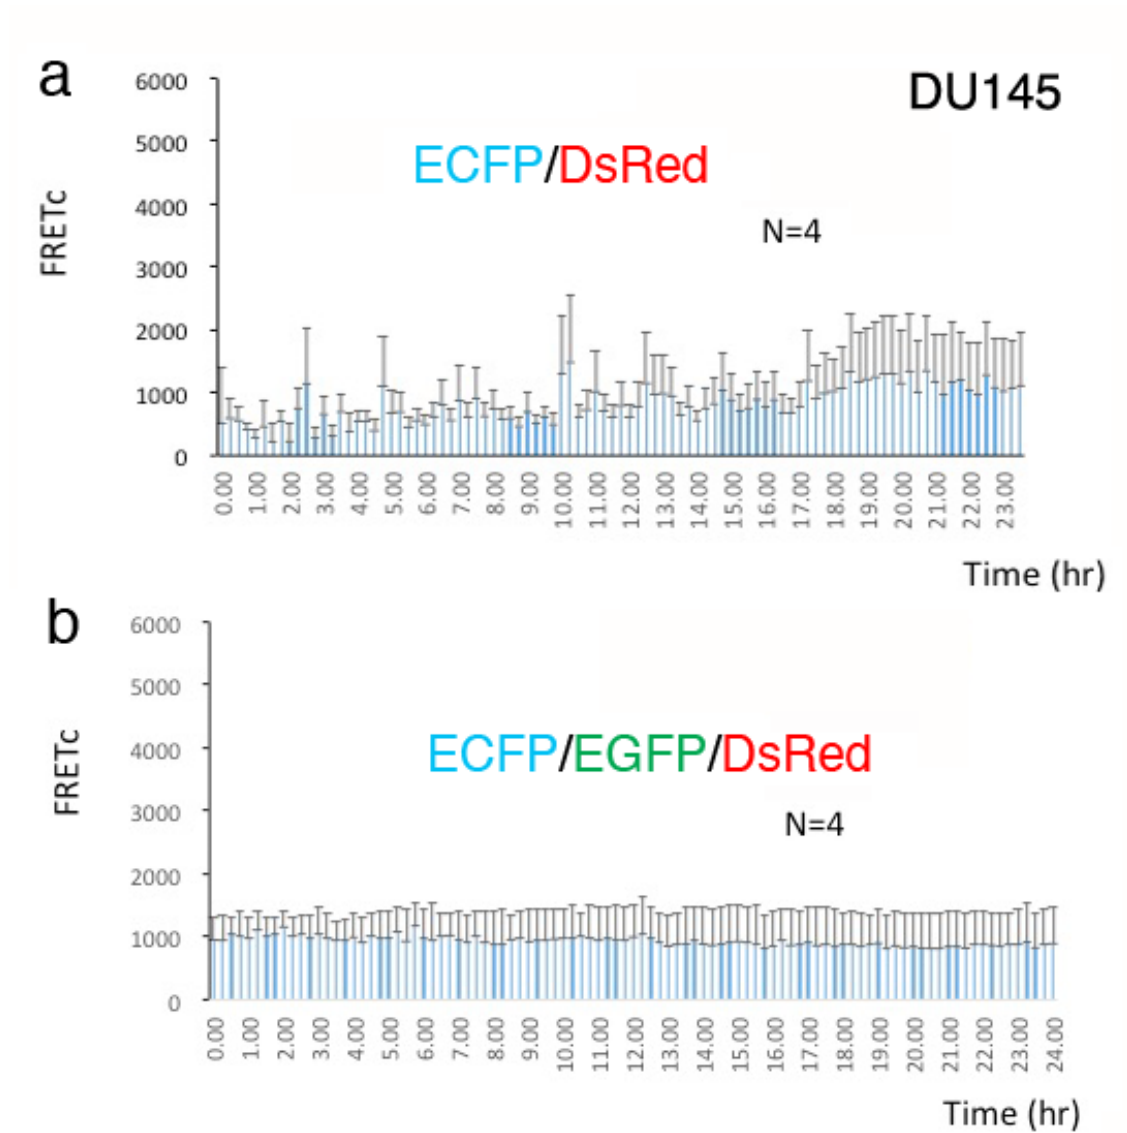 a
DU145
6000
5000
4000
3000
2000
1000
0
FRETc
ECFP/DsRed
N=4
0.00 1.00 2.00 3.00 4.00 5.00 6.00 7.00 8.00 9.00 10.00 11.00 12.00 13.00 14.00 15.00 16.00 17.00 18.00 19.00 20.00 21.00 22.00 23.00
Time (hr)
b
6000
5000
4000
3000
2000
1000
0
FRETc
ECFP/EGFP/DsRed
N=4
0.00 1.00 2.00 3.00 4.00 5.00 6.00 7.00 8.00 9.00 10.00 11.00 12.00 13.00 14.00 15.00 16.00 17.00 18.00 19.00 20.00 21.00 22.00 23.00 24.00
Time (hr)